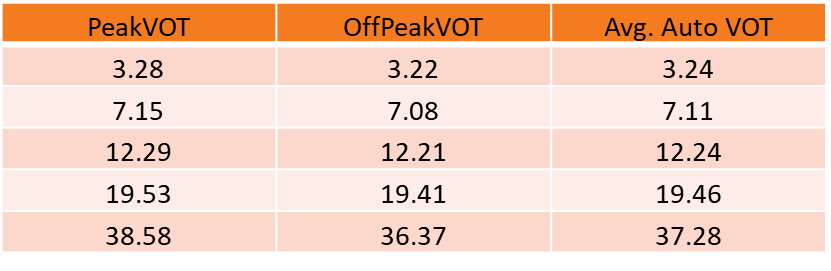 PeakVOT OffPeakVOT Avg. Auto VOT
3.28 3.22 3.24
7.15 7.08 7.11
12.29 12.21 12.24
19.53 19.41 19.46
38.58 36.37 37.28